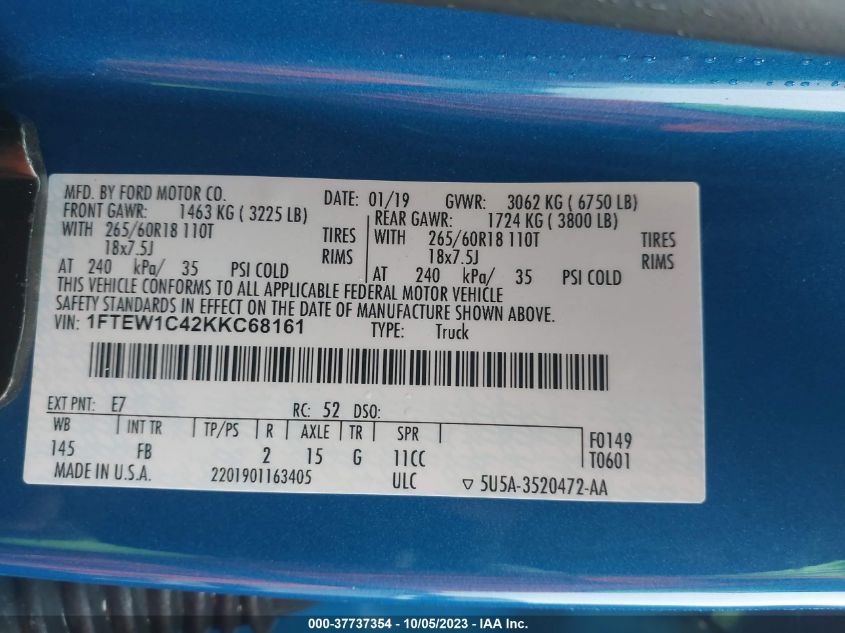 MFD. BY FORD MOTOR CO. DATE: 01/19 GVWR: 3062 KG ( 6750 LB)
FRONT GAWR: 1463 KG ( 3225 LB) REAR GAWR: 1724 KG ( 3800 LB)
WITH 265/60R18 110T TIRES WITH 265/60R18 110T TIRES
18x7.5J RIMS 18x7.5J RIMS
AT 240 kPa/ 35 PSI COLD AT 240 kPa/ 35 PSI COLD
THIS VEHICLE CONFORMS TO ALL APPLICABLE FEDERAL MOTOR VEHICLE
SAFETY STANDARDS IN EFFECT ON THE DATE OF MANUFACTURE SHOWN ABOVE.
VIN: 1FTEW1C42KKC68161 TYPE: Truck
EXT PNT: E7 RC: 52 DSO:
WB INT TR TP/PS R AXLE TR SPR F0149
145 FB 2 15 G 11CC T0601
MADE IN U.S.A. 2201901163405 ULC ▽ 5U5A-3520472-AA
000-37737354 - 10/05/2023 - IAA Inc.